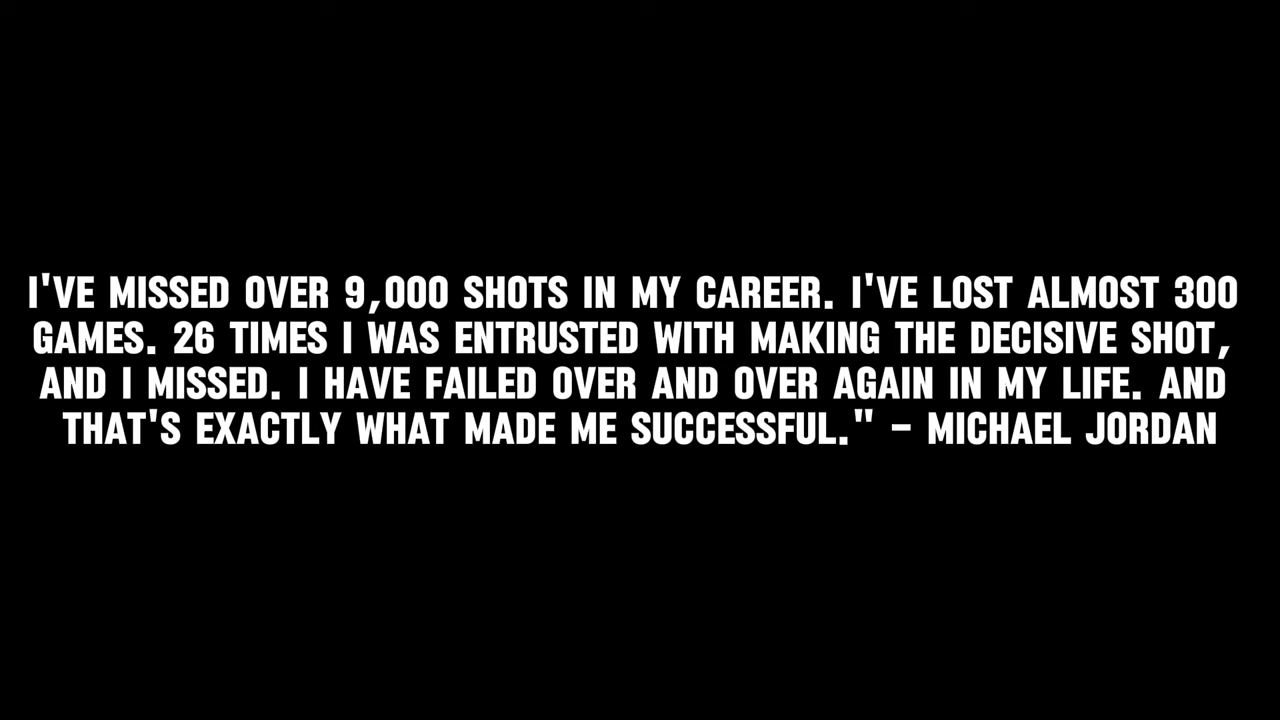 I'VE MISSED OVER 9,000 SHOTS IN MY CAREER. I'VE LOST ALMOST 300
GAMES. 26 TIMES I WAS ENTRUSTED WITH MAKING THE DECISIVE SHOT,
AND I MISSED. I HAVE FAILED OVER AND OVER AGAIN IN MY LIFE. AND
THAT'S EXACTLY WHAT MADE ME SUCCESSFUL." - MICHAEL JORDAN